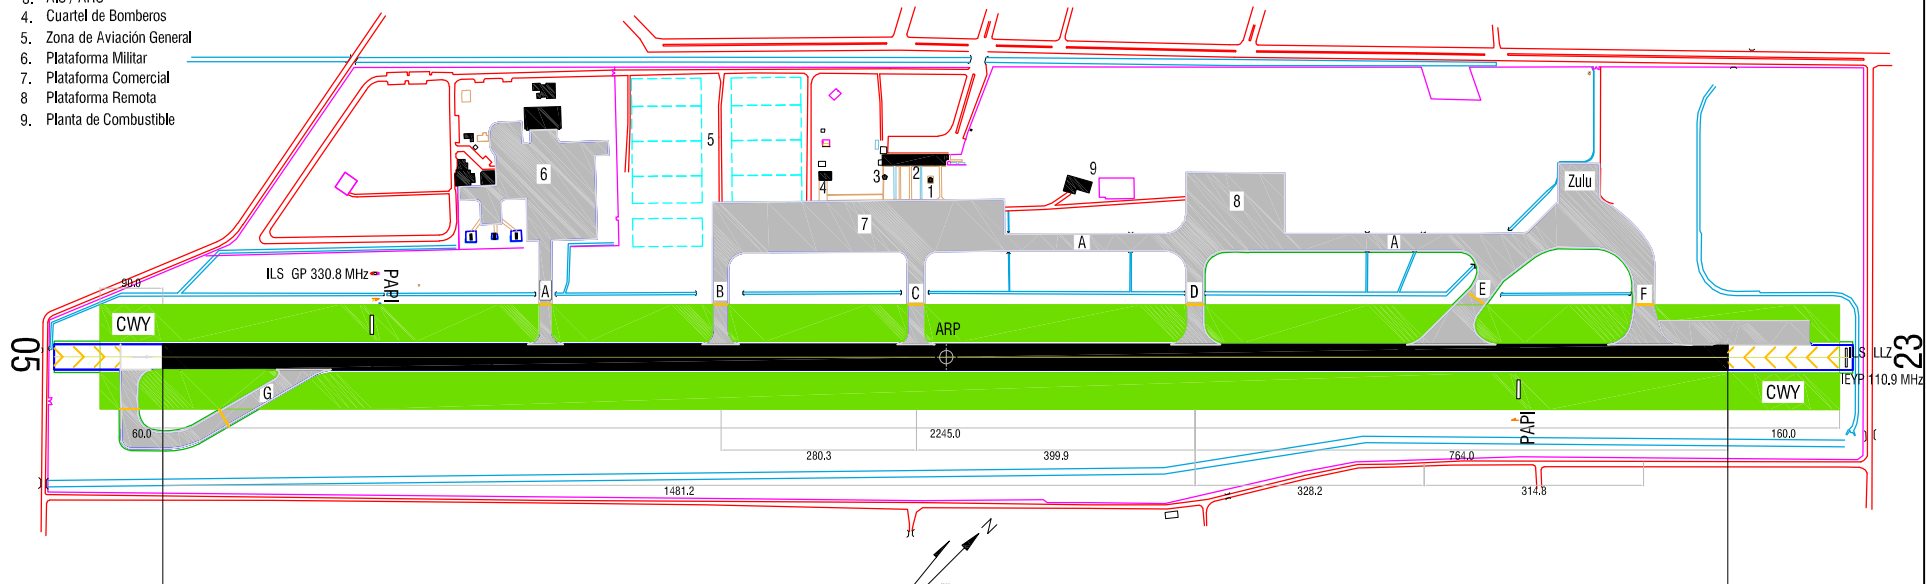 3. AIS / ARO
4. Cuartel de Bomberos
5. Zona de Aviación General
6. Plataforma Militar
7. Plataforma Comercial
8 Plataforma Remota
9. Planta de Combustible
5
6
4
3
2
1
9
8
7
Zulu
A
A
ILS GP 330.8 MHz
PAPI
90.0
A
B
C
D
E
F
CWY
ARP
05
23
ILS LLZ
IEYP 110.9 MHz
G
CWY
PAPI
60.0
2245.0
160.0
280.3
399.9
764.0
1481.2
328.2
314.8
N